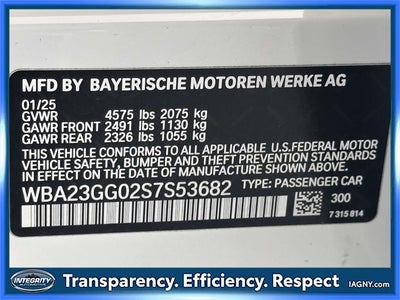 MFD BY BAYERISCHE MOTOREN WERKE AG
01/25
GVWR 4575 lbs 2075 kg
GAWR FRONT 2491 lbs 1130 kg
GAWR REAR 2326 lbs 1055 kg
THIS VEHICLE CONFORMS TO ALL APPLICABLE
U.S.FEDERAL MOTOR
VEHICLE SAFETY, BUMPER AND THEFT PREVENTION
STANDARDS IN EFFECT ON THE DATE OF
MANUFACTURE SHOWN ABOVE.
WBA23GG02S7S53682 TYPE: PASSENGER CAR
300
7 315 814
INTEGRITY
Transparency. Efficiency. Respect
IAGNY.com